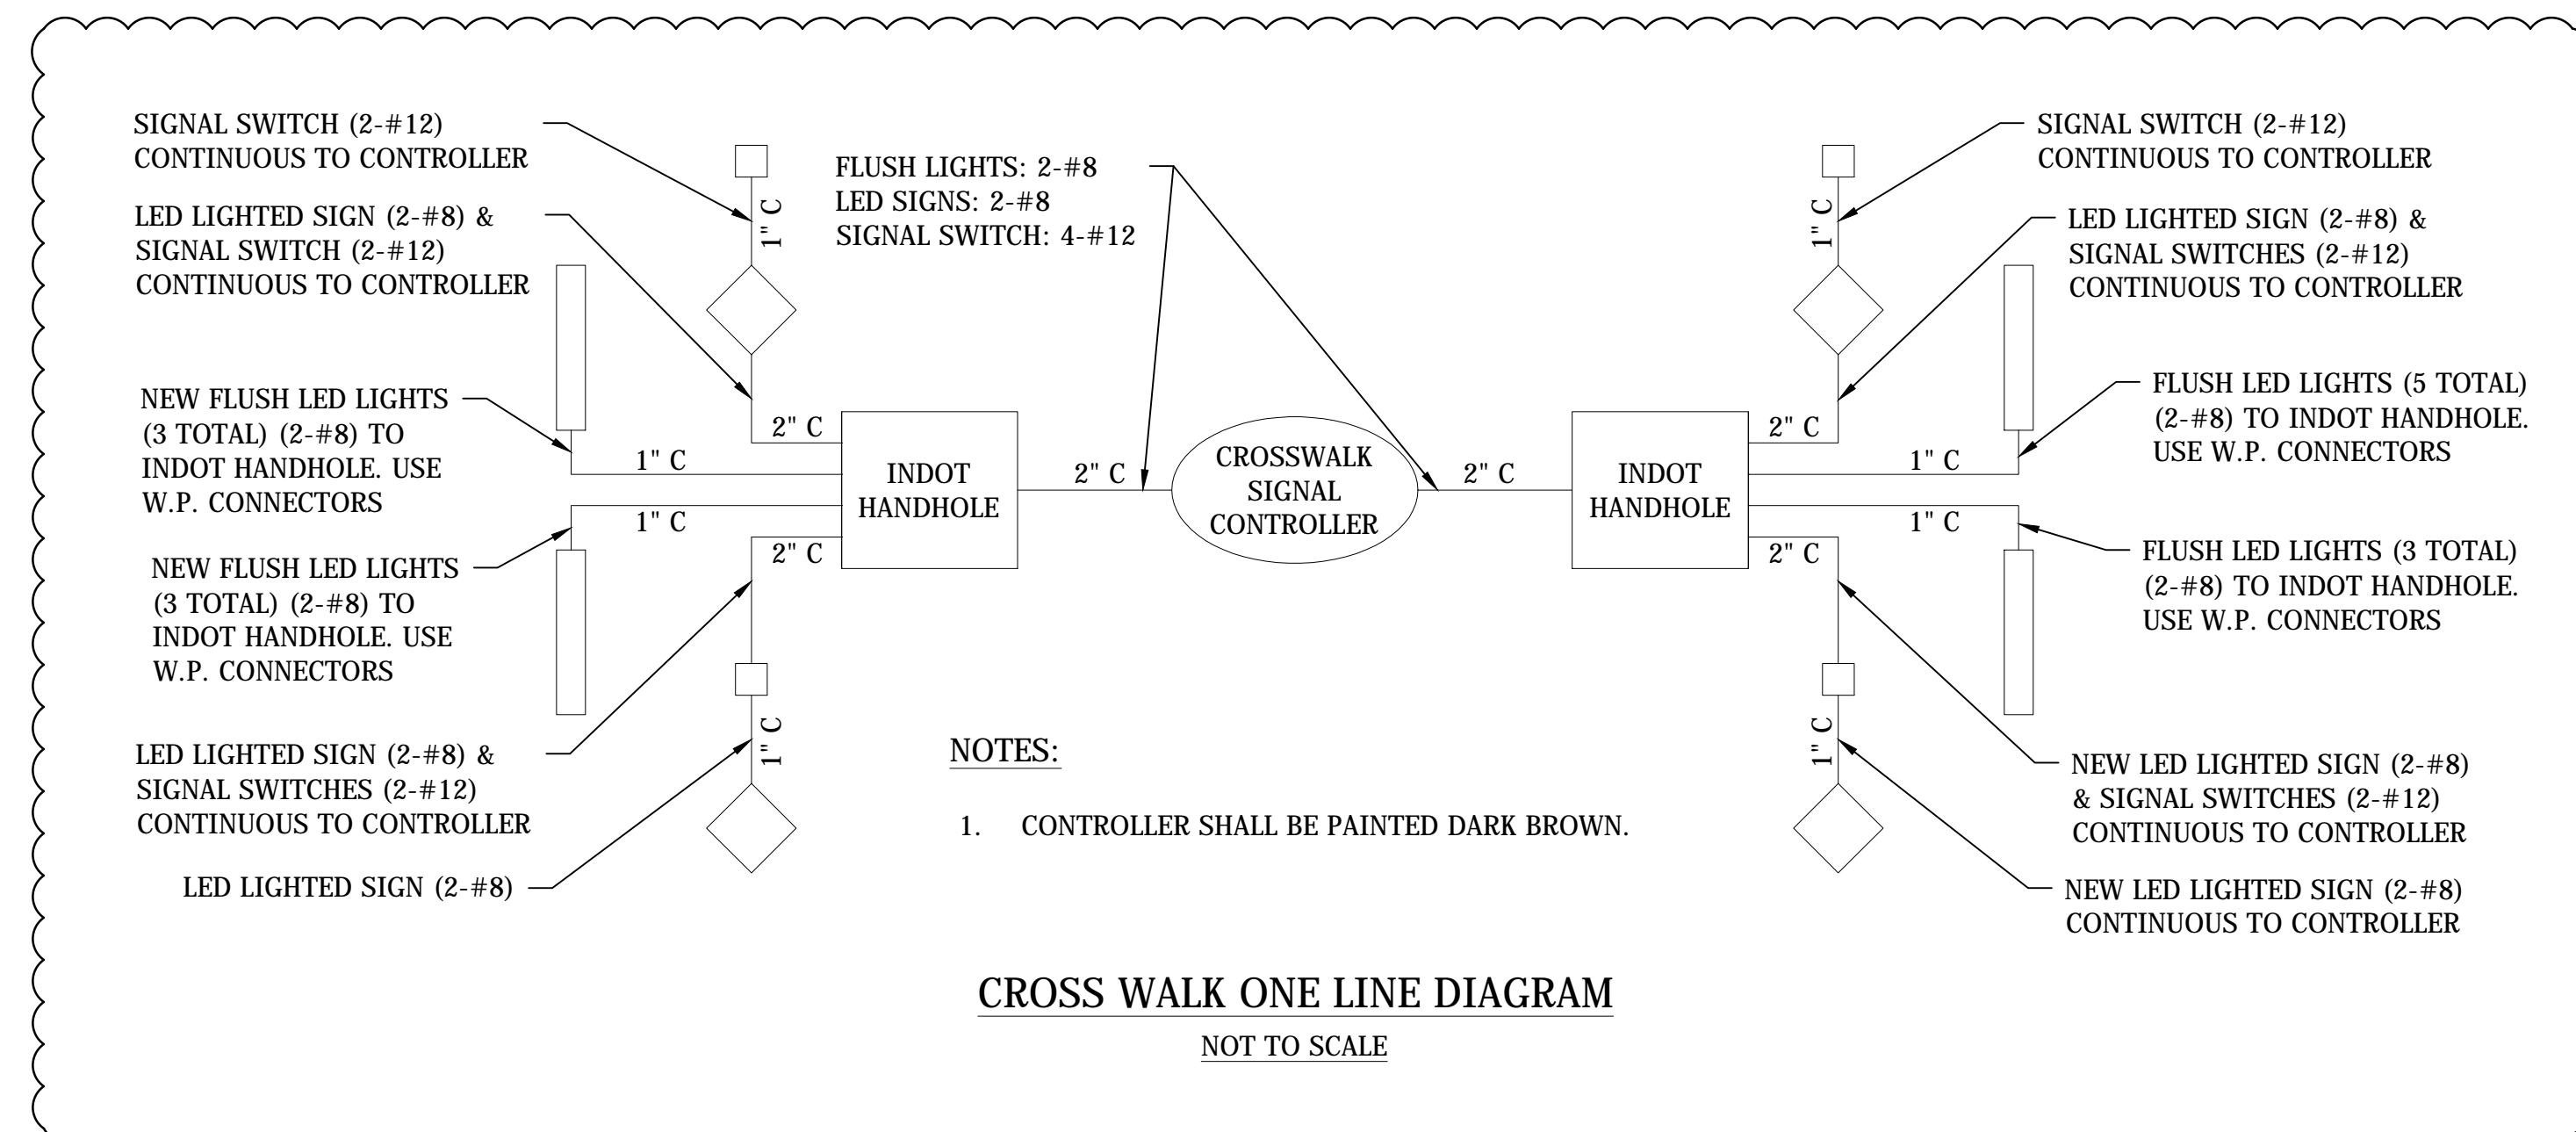 SIGNAL SWITCH (2-#12)
CONTINUOUS TO CONTROLLER
LED LIGHTED SIGN (2-#8) &
SIGNAL SWITCH (2-#12)
CONTINUOUS TO CONTROLLER
NEW FLUSH LED LIGHTS
(3 TOTAL) (2-#8) TO
INDOT HANDHOLE. USE
W.P. CONNECTORS
NEW FLUSH LED LIGHTS
(3 TOTAL) (2-#8) TO
INDOT HANDHOLE. USE
W.P. CONNECTORS
LED LIGHTED SIGN (2-#8) &
SIGNAL SWITCHES (2-#12)
CONTINUOUS TO CONTROLLER
LED LIGHTED SIGN (2-#8)
1" C
2" C
1" C
1" C
2" C
1" C
INDOT
HANDHOLE
FLUSH LIGHTS: 2-#8
LED SIGNS: 2-#8
SIGNAL SWITCH: 4-#12
2" C
CROSSWALK
SIGNAL
CONTROLLER
2" C
INDOT
HANDHOLE
1" C
2" C
1" C
1" C
2" C
1" C
SIGNAL SWITCH (2-#12)
CONTINUOUS TO CONTROLLER
LED LIGHTED SIGN (2-#8) &
SIGNAL SWITCHES (2-#12)
CONTINUOUS TO CONTROLLER
FLUSH LED LIGHTS (5 TOTAL)
(2-#8) TO INDOT HANDHOLE.
USE W.P. CONNECTORS
FLUSH LED LIGHTS (3 TOTAL)
(2-#8) TO INDOT HANDHOLE.
USE W.P. CONNECTORS
NEW LED LIGHTED SIGN (2-#8)
& SIGNAL SWITCHES (2-#12)
CONTINUOUS TO CONTROLLER
NEW LED LIGHTED SIGN (2-#8)
CONTINUOUS TO CONTROLLER
NOTES:
1. CONTROLLER SHALL BE PAINTED DARK BROWN.
CROSS WALK ONE LINE DIAGRAM
NOT TO SCALE